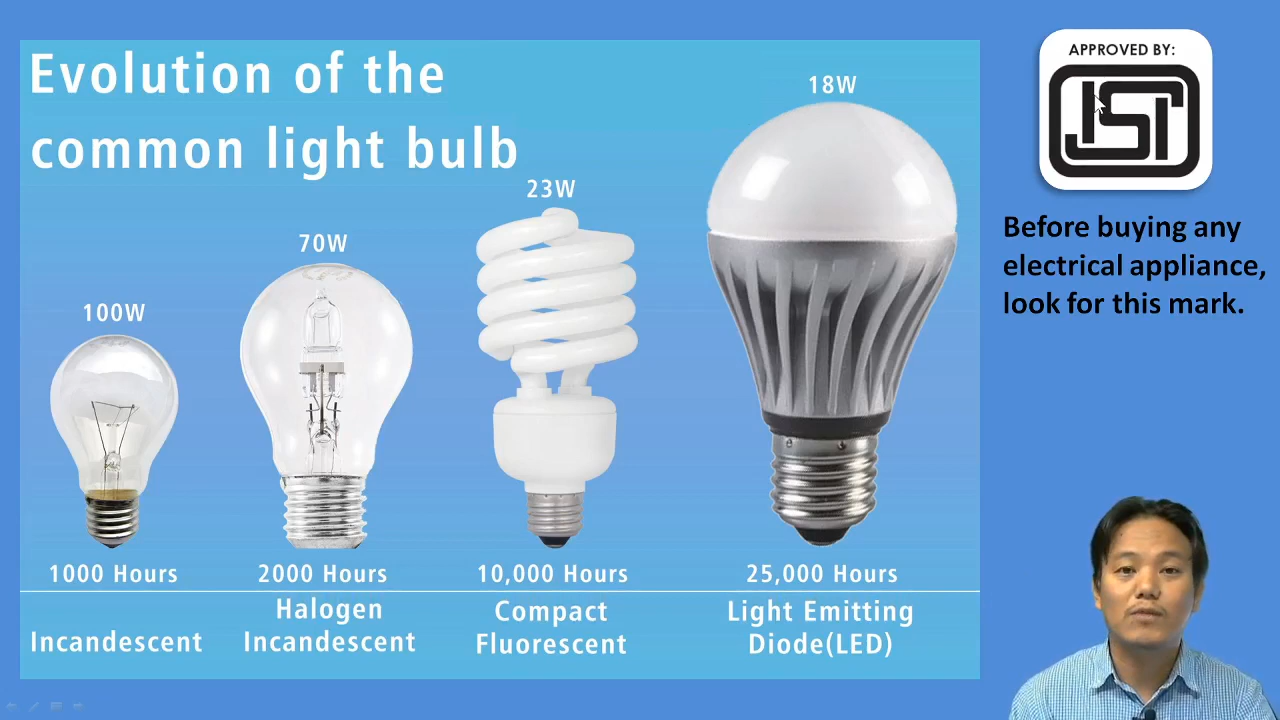 Evolution of the
common light bulb
100W
70W
23W
18W
1000 Hours
2000 Hours
10,000 Hours
25,000 Hours
Incandescent
Halogen
Incandescent
Compact
Fluorescent
Light Emitting
Diode(LED)
APPROVED BY:
ISI
Before buying any
electrical appliance,
look for this mark.